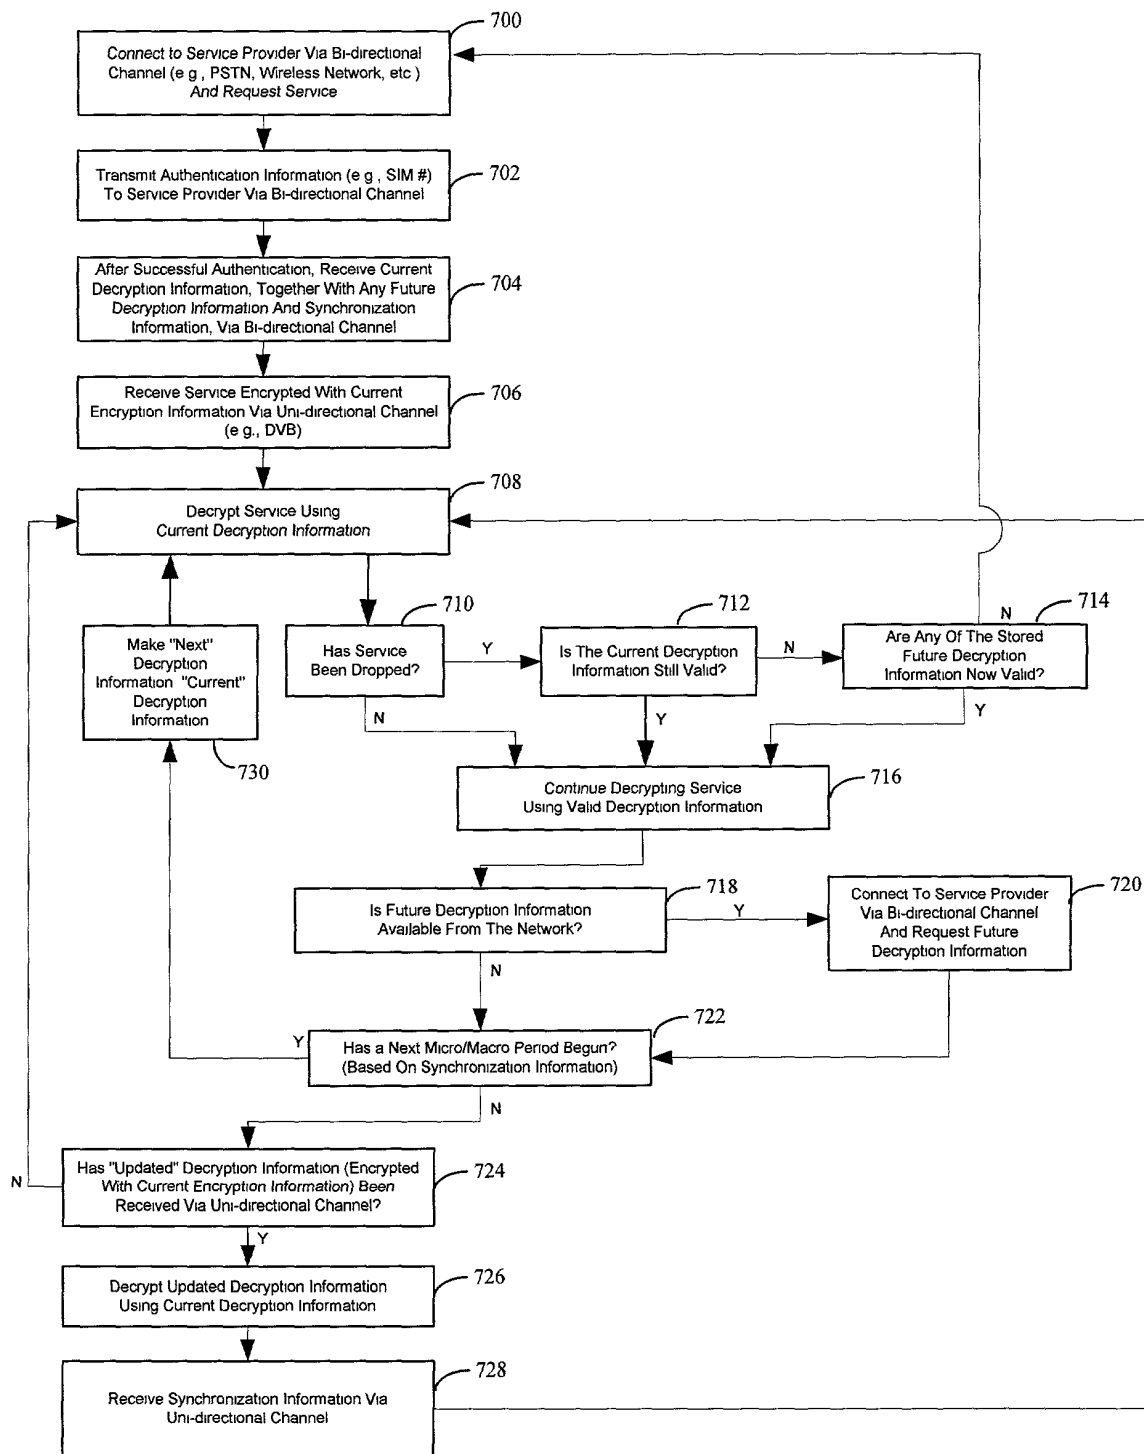 700
Connect to Service Provider Via Bi-directional
Channel (e g , PSTN, Wireless Network, etc )
And Request Service
702
Transmit Authentication Information (e g , SIM #)
To Service Provider Via Bi-directional Channel
704
After Successful Authentication, Receive Current
Decryption Information, Together With Any Future
Decryption Information And Synchronization
Information, Via Bi-directional Channel
706
Receive Service Encrypted With Current
Encryption Information Via Uni-directional Channel
(e g., DVB)
708
Decrypt Service Using
Current Decryption Information
710
Has Service
Been Dropped?
Y
N
712
Is The Current Decryption
Information Still Valid?
N
Y
714
N
Are Any Of The Stored
Future Decryption
Information Now Valid?
Y
Make "Next"
Decryption
Information "Current"
Decryption
Information
730
716
Continue Decrypting Service
Using Valid Decryption Information
718
Is Future Decryption Information
Available From The Network?
Y
N
720
Connect To Service Provider
Via Bi-directional Channel
And Request Future
Decryption Information
722
Y
Has a Next Micro/Macro Period Begun?
(Based On Synchronization Information)
N
724
N
Has "Updated" Decryption Information (Encrypted
With Current Encryption Information) Been
Received Via Uni-directional Channel?
Y
726
Decrypt Updated Decryption Information
Using Current Decryption Information
728
Receive Synchronization Information Via
Uni-directional Channel